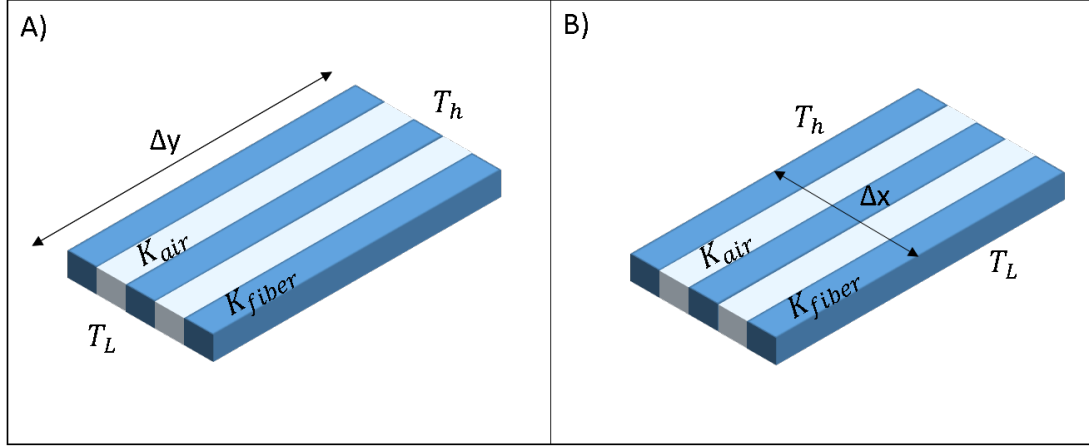 A)
T_h
Δy
K_air
K_fiber
T_L
B)
T_h
Δx
K_air
K_fiber
T_L